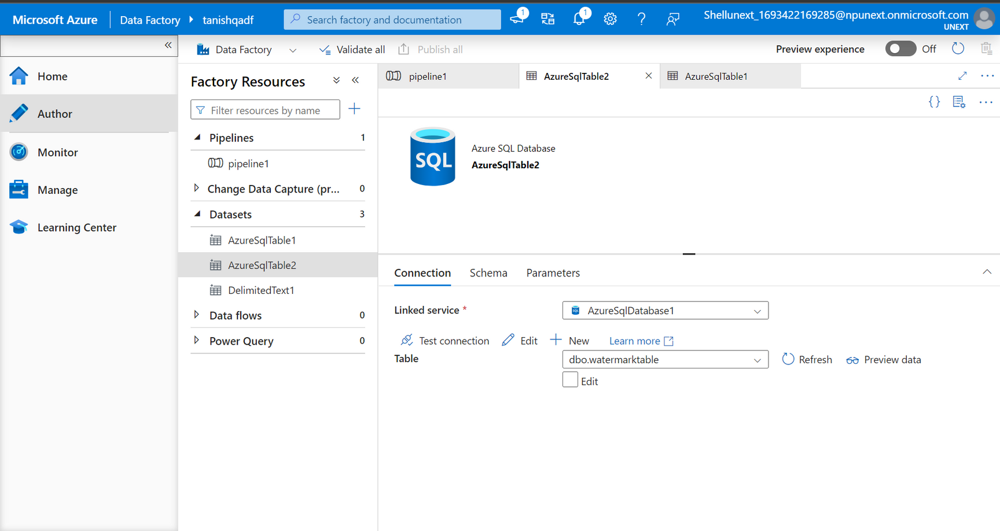 Microsoft Azure
Data Factory
tanishqadf
Search factory and documentation
1
1
Shellunext_1693422169285@npunext.onmicrosoft.com
UNEXT
Home
Author
Monitor
Manage
Learning Center
Data Factory
Validate all
Publish all
Preview experience
Off
Factory Resources
Filter resources by name
Pipelines 1
pipeline1
Change Data Capture (pr... 0
Datasets 3
AzureSqlTable1
AzureSqlTable2
DelimitedText1
Data flows 0
Power Query 0
pipeline1
AzureSqlTable2
AzureSqlTable1
SQL
Azure SQL Database
AzureSqlTable2
Connection
Schema
Parameters
Linked service *
SQL
AzureSqlDatabase1
Test connection
Edit
New
Learn more
Table
dbo.watermarktable
Refresh
Preview data
Edit